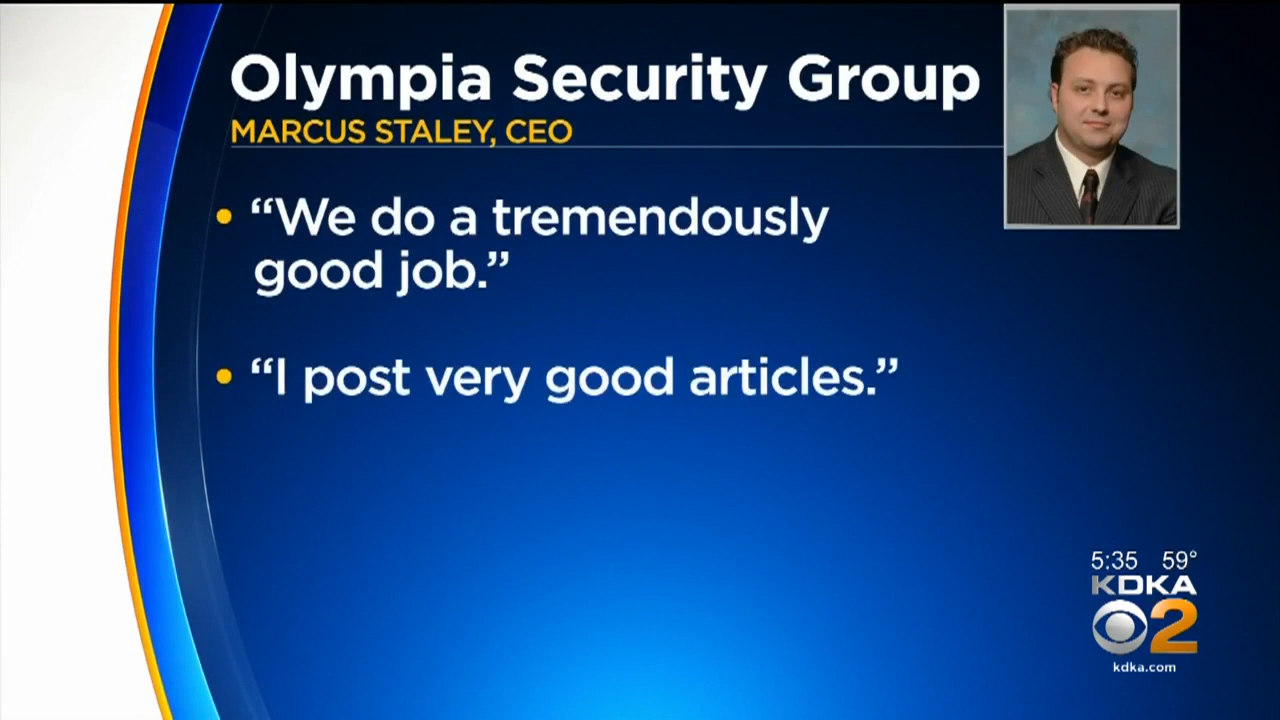 Olympia Security Group
MARCUS STALEY, CEO
• “We do a tremendously
good job.”
• “I post very good articles.”
5:35 59°
KDKA
2
kdka.com